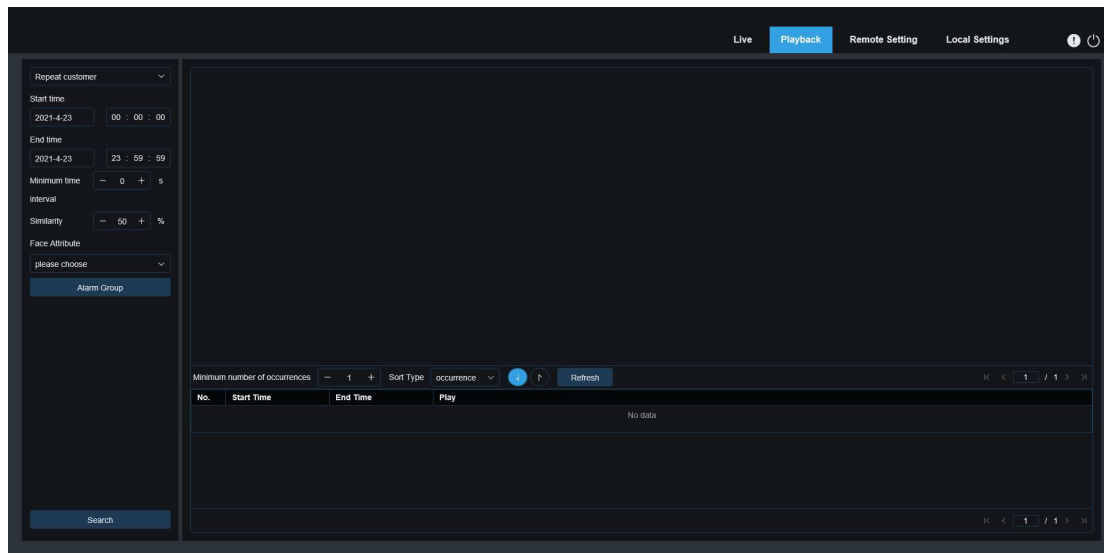 Live Playback Remote Setting Local Settings
Repeat customer
Start time
2021-4-23 00 : 00 : 00
End time
2021-4-23 23 : 59 : 59
Minimum time − 0 + s
interval
Similarity − 50 + %
Face Attribute
please choose
Alarm Group
Search
Minimum number of occurrences − 1 + Sort Type occurrence Refresh 1 / 1
No. Start Time End Time Play
No data
1 / 1